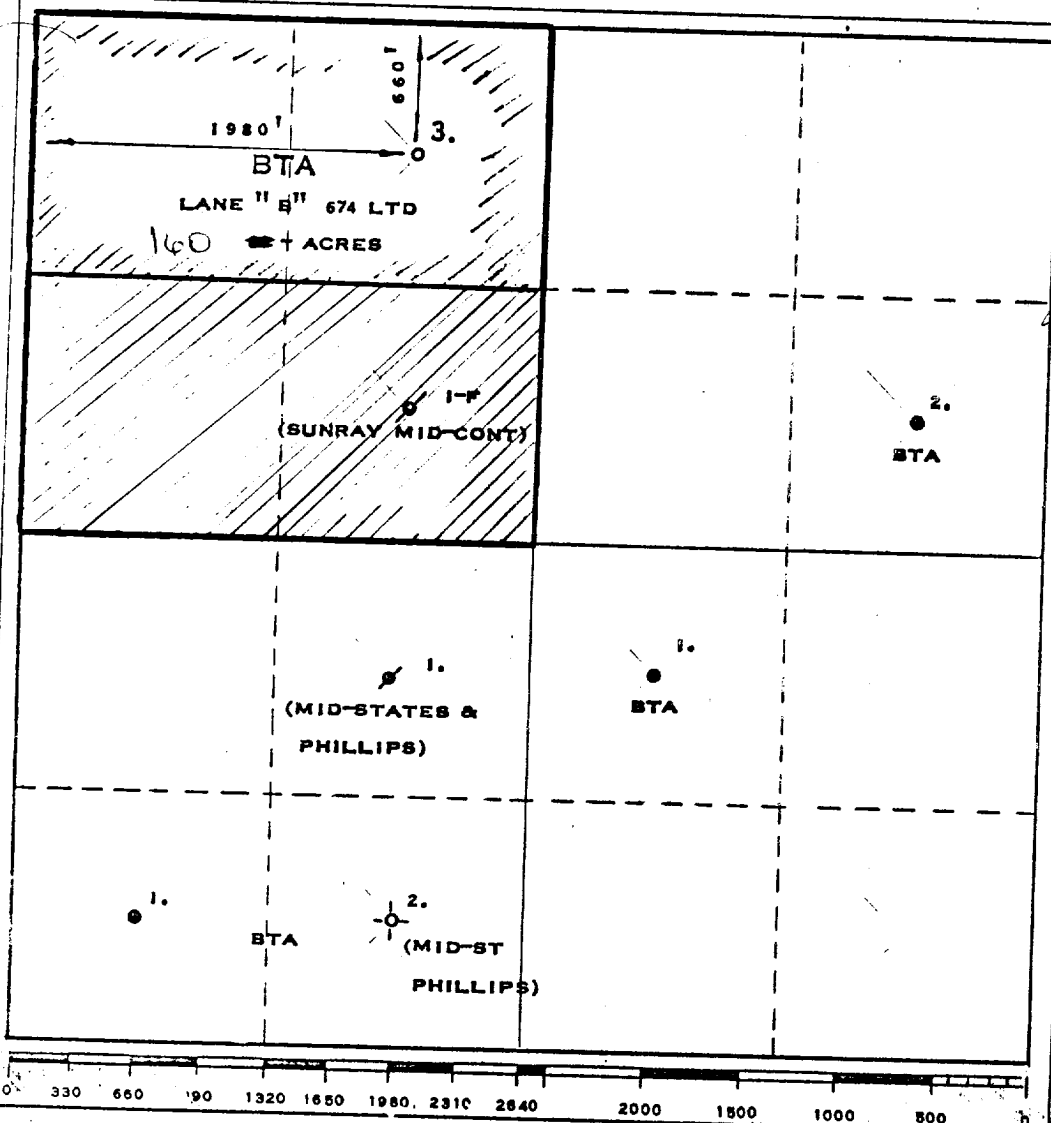 660'
1980'
3.
BTA
LANE "B" 674 LTD
160 + ACRES
1-F
(SUNRAY MID-CONT)
2.
BTA
1.
(MID-STATES &
PHILLIPS)
1.
BTA
1.
BTA
2.
(MID-ST
PHILLIPS)
0 330 660 990 1320 1650 1980, 2310 2640 2000 1500 1000 500 0